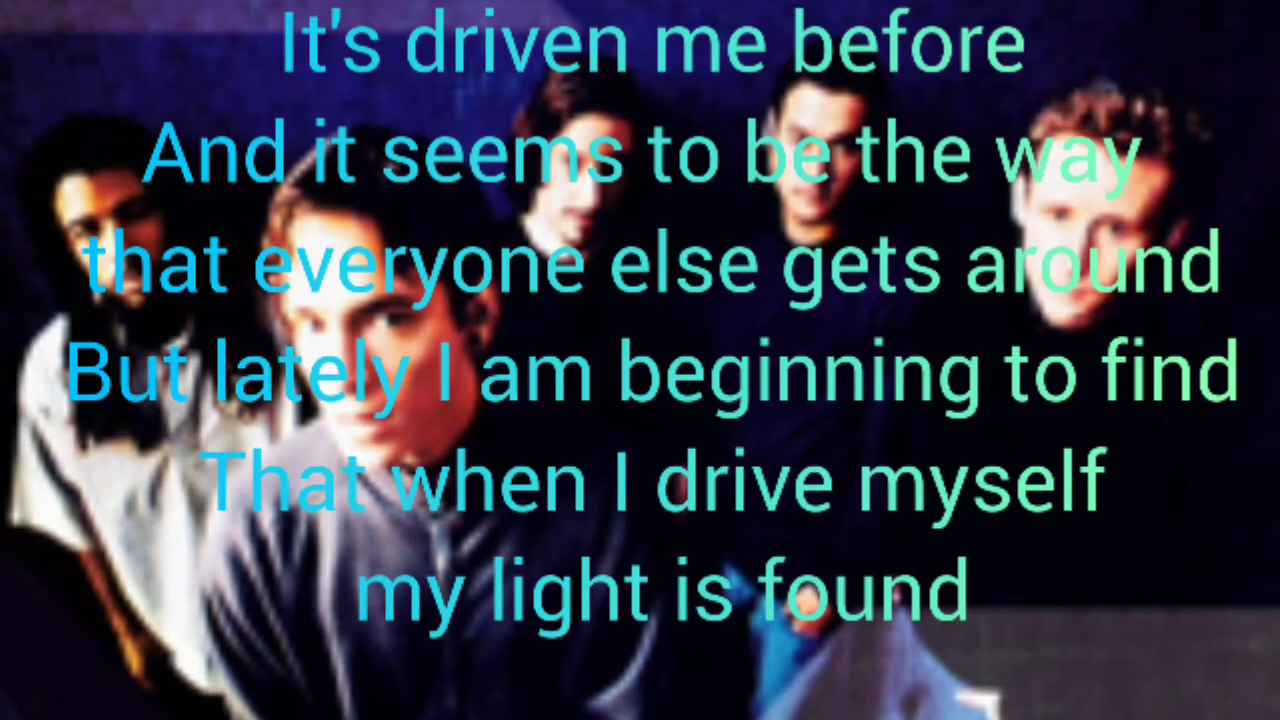 It's driven me before
And it seems to be the way
that everyone else gets around
But lately I am beginning to find
That when I drive myself
my light is found